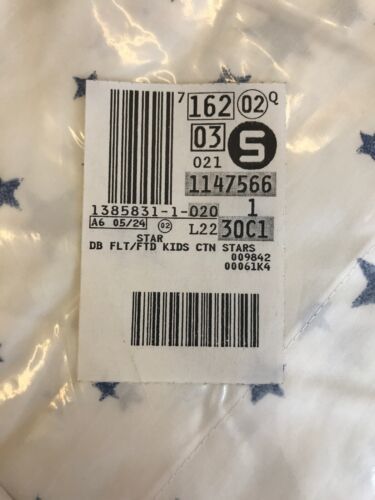 7 162 02 Q
03 S
021
1147566
1385831-1-020 1
A6 05/24 02 L22 30C1
STAR
DB FLT/FTD KIDS CTN STARS
009842
00061K4